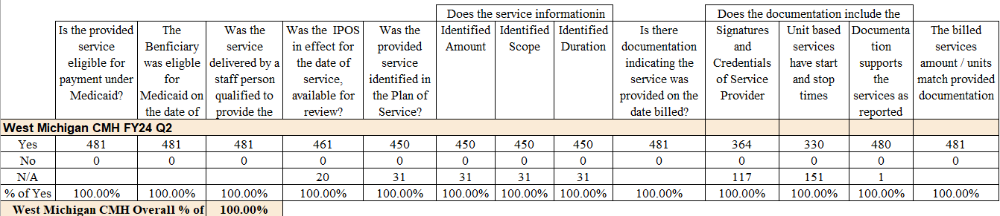 Does the service informationin Does the documentation include the
Is the provided The Was the Was the IPOS Was the Identified Identified Identified Is there Signatures Unit based Documenta The billed
service Benficiary service in effect for provided Amount Scope Duration documentation and services tion services
eligible for was eligble delivered by a the date of service indicating the Credentials have start supports amount / units
payment under for staff person service, identified in service was of Service and stop the match provided
Medicaid? Medicaid on qualified to available for the Plan of provided on the Provider times services as documentation
the date of provide the review? Service? date billed? reported
West Michigan CMH FY24 Q2
Yes 481 481 481 461 450 450 450 450 481 364 330 480 481
No 0 0 0 0 0 0 0 0 0 0 0 0 0
N/A 20 31 31 31 31 117 151 1
% of Yes 100.00% 100.00% 100.00% 100.00% 100.00% 100.00% 100.00% 100.00% 100.00% 100.00% 100.00% 100.00% 100.00%
West Michigan CMH Overall % of 100.00%